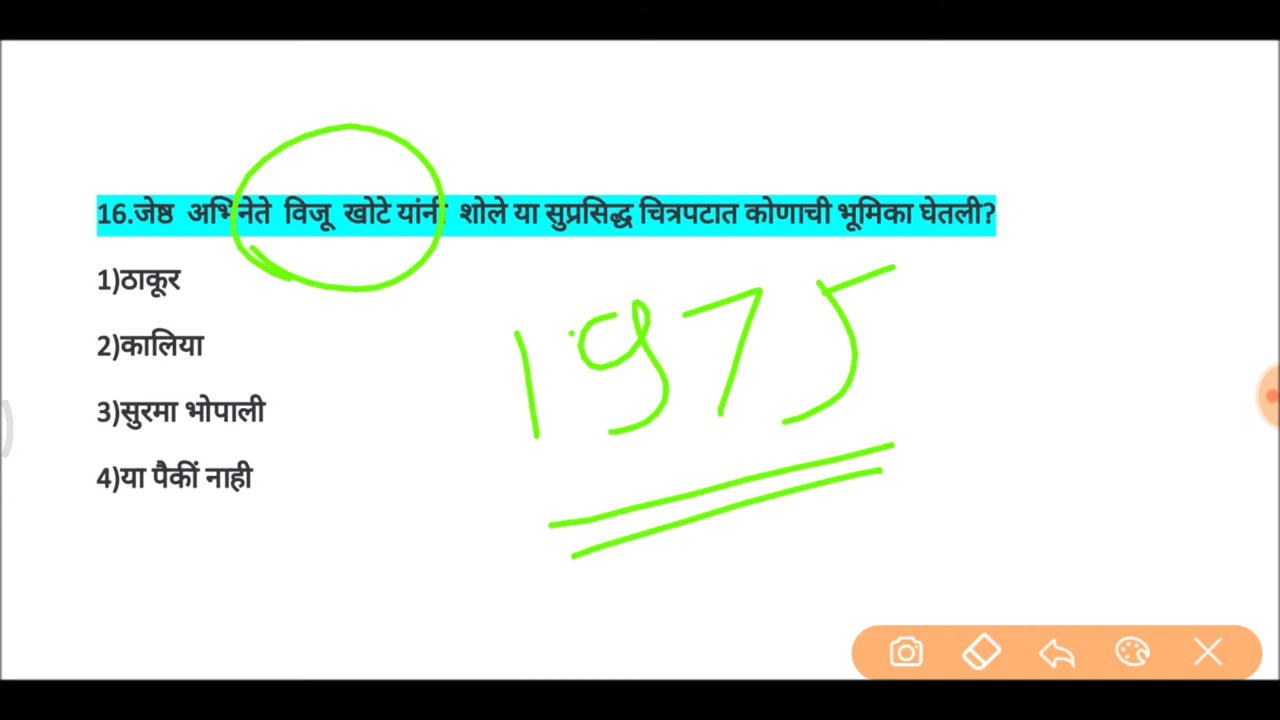 16.जेष्ठ अभिनेते विजू खोटे यांनी शोले या सुप्रसिद्ध चित्रपटात कोणाची भूमिका घेतली?
1)ठाकूर
1975
2)कालिया
3)सुरमा भोपाली
4)या पैकीं नाही